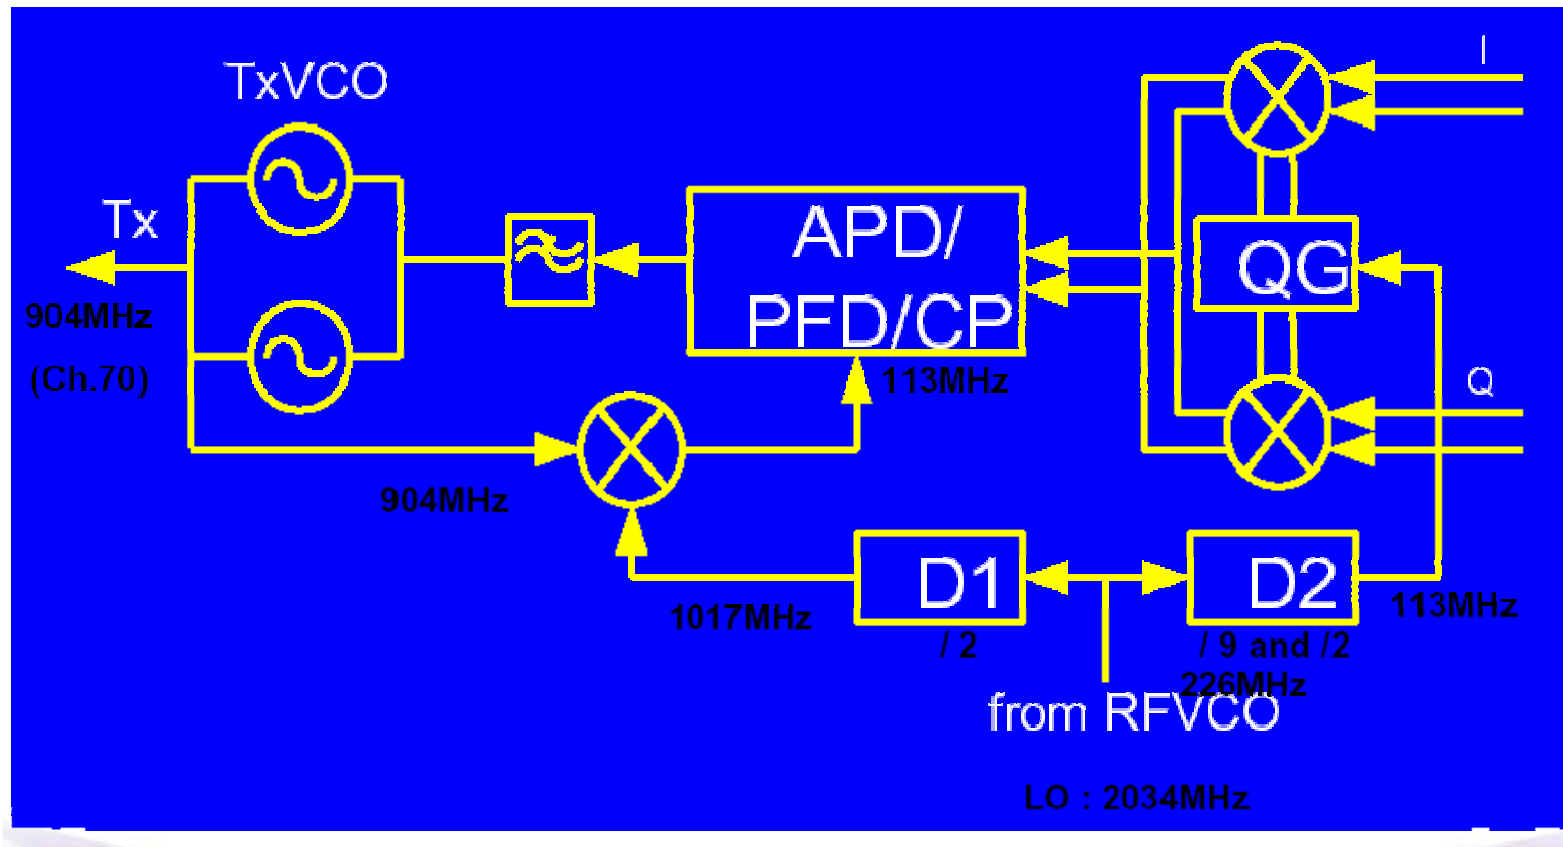 I
TxVCO
Tx
APD/
PFD/CP
QG
904MHz
(Ch.70)
113MHz
Q
904MHz
D1
D2
1017MHz
113MHz
/ 2
/ 9 and /2
226MHz
from RFVCO
LO : 2034MHz